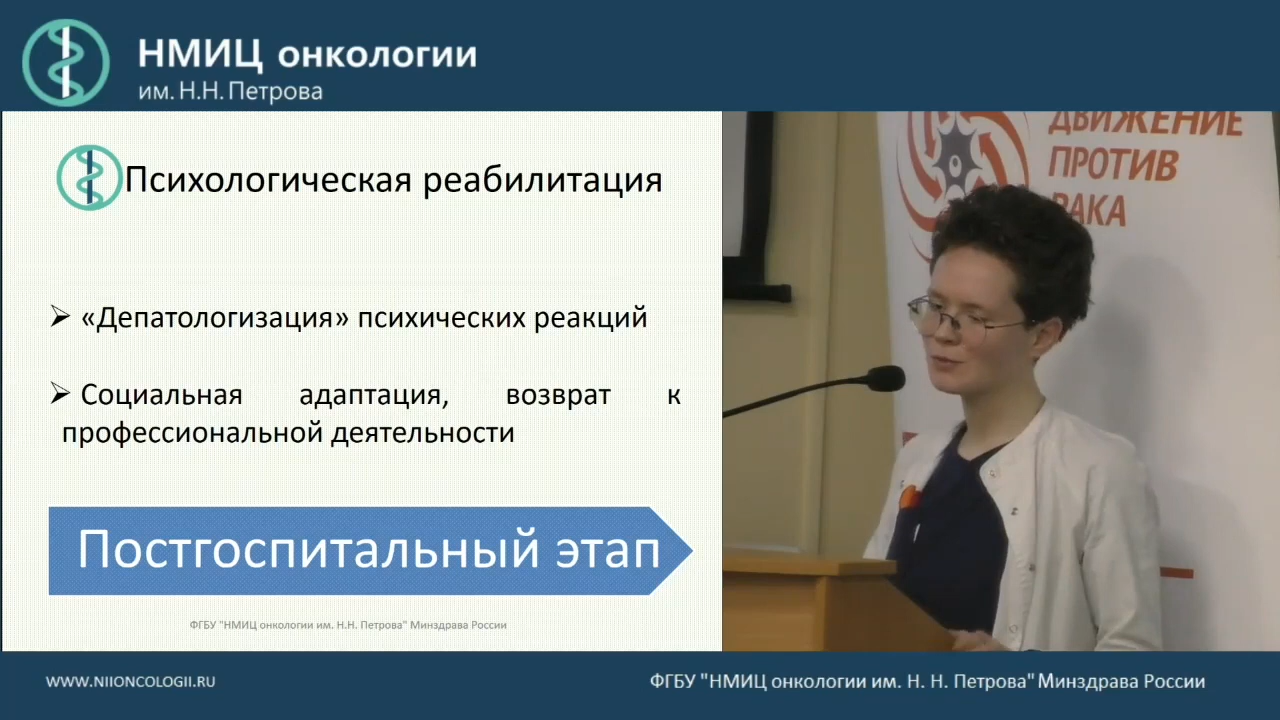 НМИЦ онкологии
им. Н.Н. Петрова
Психологическая реабилитация
«Депатологизация» психических реакций
Социальная адаптация, возврат к
профессиональной деятельности
Постгоспитальный этап
ФГБУ "НМИЦ онкологии им. Н.Н. Петрова" Минздрава России
ДВИЖЕНИЕ
ПРОТИВ
РАКА
WWW.NIIONCOLOGII.RU
ФГБУ "НМИЦ онкологии им. Н. Н. Петрова" Минздрава России